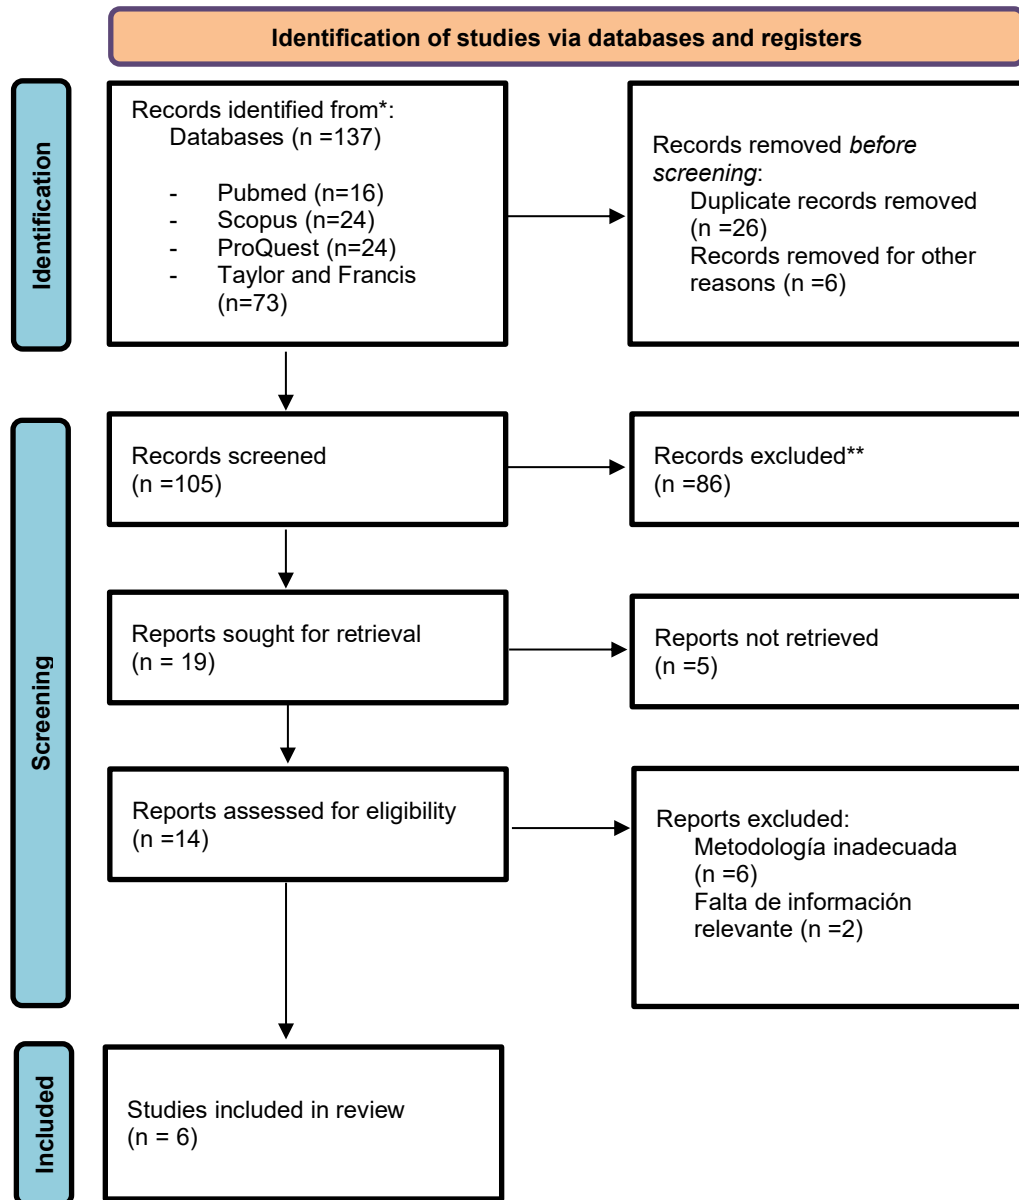 Identification of studies via databases and registers
Identification
Records identified from*:
Databases (n =137)
- Pubmed (n=16)
- Scopus (n=24)
- ProQuest (n=24)
- Taylor and Francis
(n=73)
Records removed before
screening:
Duplicate records removed
(n =26)
Records removed for other
reasons (n =6)
Screening
Records screened
(n =105)
Records excluded**
(n =86)
Reports sought for retrieval
(n = 19)
Reports not retrieved
(n =5)
Reports assessed for eligibility
(n =14)
Reports excluded:
Metodología inadecuada
(n =6)
Falta de información
relevante (n =2)
Included
Studies included in review
(n = 6)